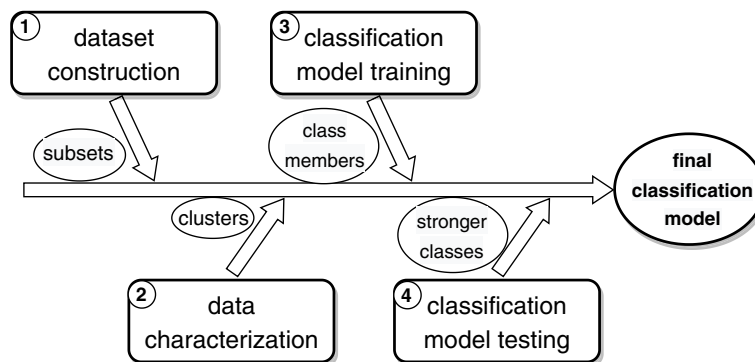 1
dataset
construction
3
classification
model training
subsets
class
members
final
classification
model
clusters
stronger
classes
2
data
characterization
4
classification
model testing